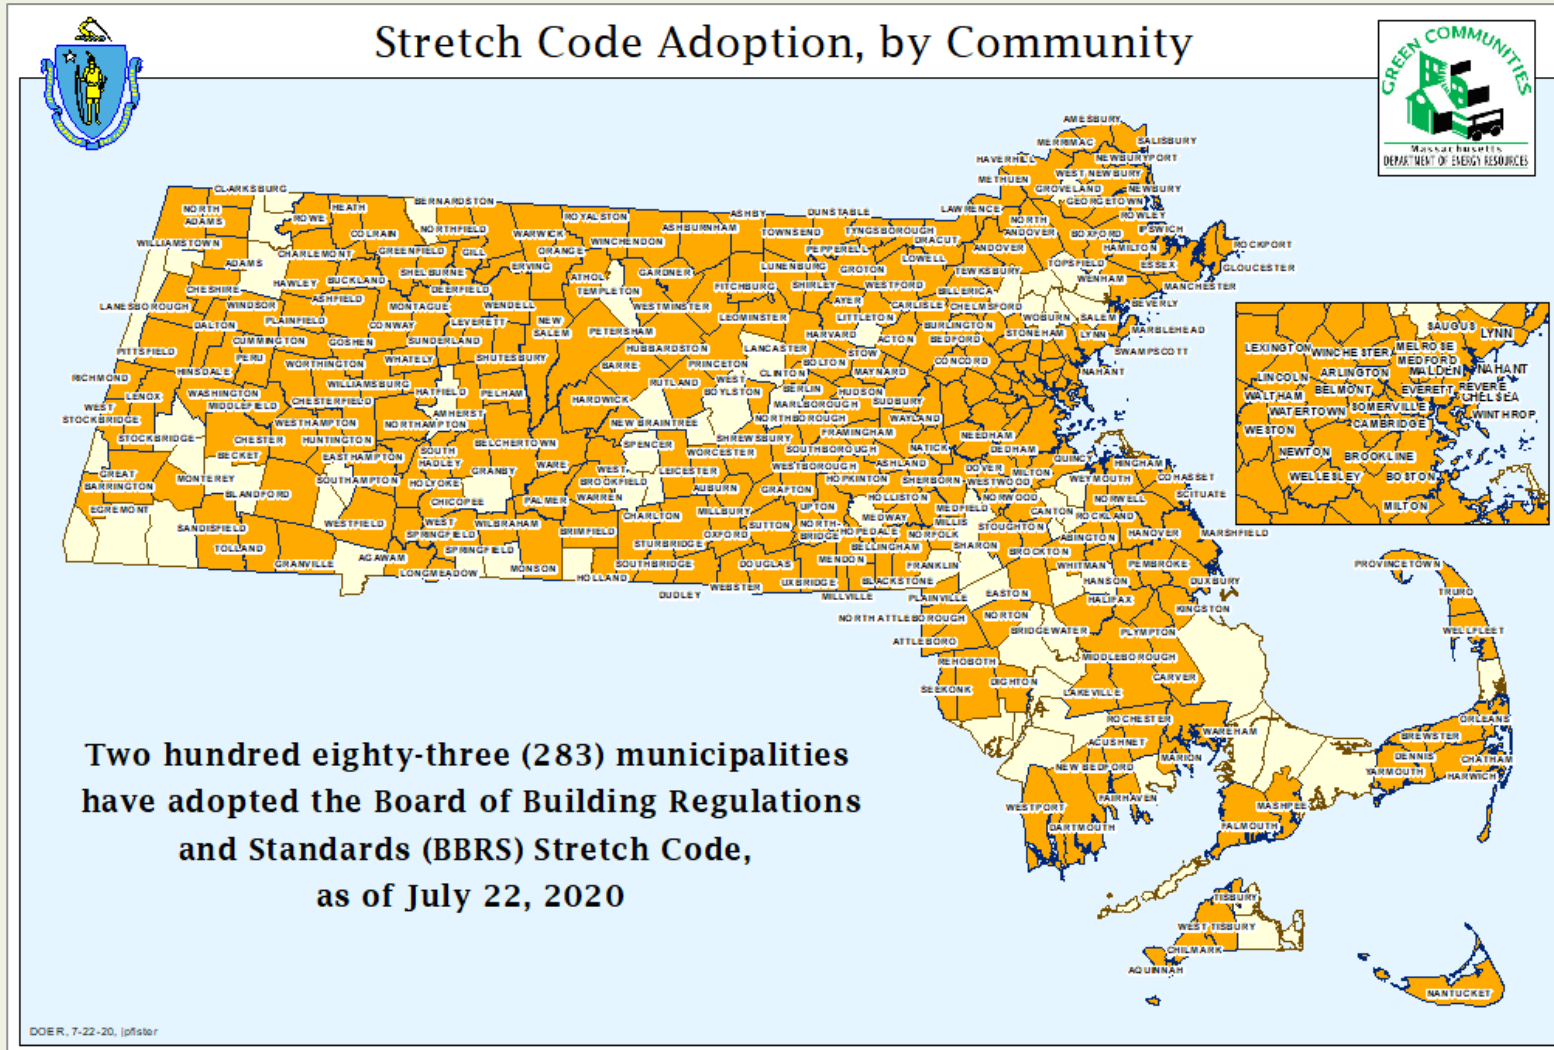 Stretch Code Adoption, by Community
GREEN COMMUNITIES
Massachusetts
DEPARTMENT OF ENERGY RESOURCES
AMESBURY
MERRIMAC
SALISBURY
HAVERHILL
NEWBURYPORT
METHUEN
WEST NEWBURY
GROVELAND
NEWBURY
GEORGETOWN
CLARKSBURG
BERNARDSTON
HEATH
NORTH
ADAMS
ROWE
ROYALSTON
ASHBY
DUNSTABLE
LAWRENCE
NORTH
ANDOVER
ROWLEY
COLRAIN
NORTHFIELD
WARWICK
WINCHENDON
ASHBURNHAM
TOWNSEND
TYNGSBOROUGH
DRACUT
ANDOVER
BOXFORD
IPSWICH
HAMILTON
ROCKPORT
WILLIAMSTOWN
CHARLEMONT
GREENFIELD
GILL
ORANGE
PEPPERELL
LOWELL
TOPSFIELD
ESSEX
GLOUCESTER
ADAMS
HAWLEY
BUCKLAND
SHELBURNE
ERVING
ATHOL
GARDNER
LUNENBURG
GROTON
TEWKSBURY
WENHAM
MANCHESTER
CHESHIRE
ASHFIELD
DEERFIELD
TEMPLETON
FITCHBURG
SHIRLEY
WESTFORD
BILLERICA
BEVERLY
LANESBOROUGH
WINDSOR
MONTAGUE
WENDELL
WESTMINSTER
AYER
CARLISLE
CHELMSFORD
DALTON
PLAINFIELD
CONWAY
LEVERETT
NEW
SALEM
PETERSHAM
LEOMINSTER
LITTLETON
BURLINGTON
WOBURN
SALEM
MARBLEHEAD
CUMMINGTON
GOSHEN
SUNDERLAND
HARVARD
ACTON
BEDFORD
STONEHAM
LYNN
PITTSFIELD
PERU
WORTHINGTON
WHATELY
SHUTESBURY
HUBBARDSTON
LANCASTER
STOW
CONCORD
SWAMPSCOTT
RICHMOND
HINSDALE
BARRE
PRINCETON
BOLTON
MAYNARD
NAHANT
CLINTON
LENOX
WASHINGTON
WILLIAMSBURG
HATFIELD
PELHAM
RUTLAND
WEST
BOYLSTON
BERLIN
HUDSON
SUDBURY
MIDDLEFIELD
CHESTERFIELD
HARDWICK
MARLBOROUGH
WEST
STOCKBRIDGE
WESTHAMPTON
NORTHAMPTON
AMHERST
NEW BRAINTREE
NORTHBOROUGH
WAYLAND
STOCKBRIDGE
CHESTER
HUNTINGTON
BELCHERTOWN
SPENCER
SHREWSBURY
FRAMINGHAM
NEEDHAM
BECKET
EASTHAMPTON
SOUTH
HADLEY
WARE
WORCESTER
SOUTHBOROUGH
NATICK
DEDHAM
GREAT
BARRINGTON
MONTEREY
SOUTHAMPTON
HOLYOKE
GRANBY
WEST
BROOKFIELD
LEICESTER
WESTBOROUGH
ASHLAND
DOVER
MILTON
QUINCY
HINGHAM
BLANDFORD
CHICOPEE
PALMER
WARREN
AUBURN
GRAFTON
HOPKINTON
SHERBORN
WESTWOOD
WEYMOUTH
COHASSET
EGREMONT
HOLLISTON
NORWOOD
NORWELL
SCITUATE
SANDISFIELD
WESTFIELD
WEST
SPRINGFIELD
WILBRAHAM
BRIMFIELD
CHARLTON
MILLBURY
UPTON
MEDWAY
MEDFIELD
CANTON
ROCKLAND
TOLLAND
SPRINGFIELD
STURBRIDGE
OXFORD
SUTTON
NORTH-
BRIDGE
HOPEDALE
MILLIS
NORFOLK
STOUGHTON
ABINGTON
HANOVER
MARSHFIELD
GRANVILLE
AGAWAM
LONGMEADOW
MONSON
HOLLAND
SOUTHBRIDGE
DOUGLAS
MENDON
BELLINGHAM
FRANKLIN
SHARON
BROCKTON
WHITMAN
PEMBROKE
DUDLEY
WEBSTER
UXBRIDGE
BLACKSTONE
MILLVILLE
PLAINVILLE
EASTON
HANSON
HALIFAX
DUXBURY
KINGSTON
NORTH ATTLEBOROUGH
NORTON
BRIDGEWATER
PLYMPTON
ATTLEBORO
REHOBOTH
MIDDLEBOROUGH
SEEKONK
DIGHTON
LAKEVILLE
CARVER
ROCHESTER
WAREHAM
ACUSHNET
MARION
NEW BEDFORD
FAIRHAVEN
WESTPORT
DARTMOUTH
MASHPEE
FALMOUTH
PROVINCETOWN
TRURO
WELLFLEET
ORLEANS
BREWSTER
DENNIS
CHATHAM
YARMOUTH
HARWICH
TISBURY
WEST TISBURY
CHILMARK
AQUINNAH
NANTUCKET
SAUGUS
LYNN
LEXINGTON
WINCHESTER
MELROSE
MEDFORD
MALDEN
NAHANT
LINCOLN
ARLINGTON
BELMONT
EVERETT
REVERE
CHELSEA
WALTHAM
WATERTOWN
SOMERVILLE
CAMBRIDGE
WINTHROP
WESTON
NEWTON
BROOKLINE
WELLESLEY
BOSTON
MILTON
Two hundred eighty-three (283) municipalities
have adopted the Board of Building Regulations
and Standards (BBRS) Stretch Code,
as of July 22, 2020
DOER, 7-22-20, jpfister